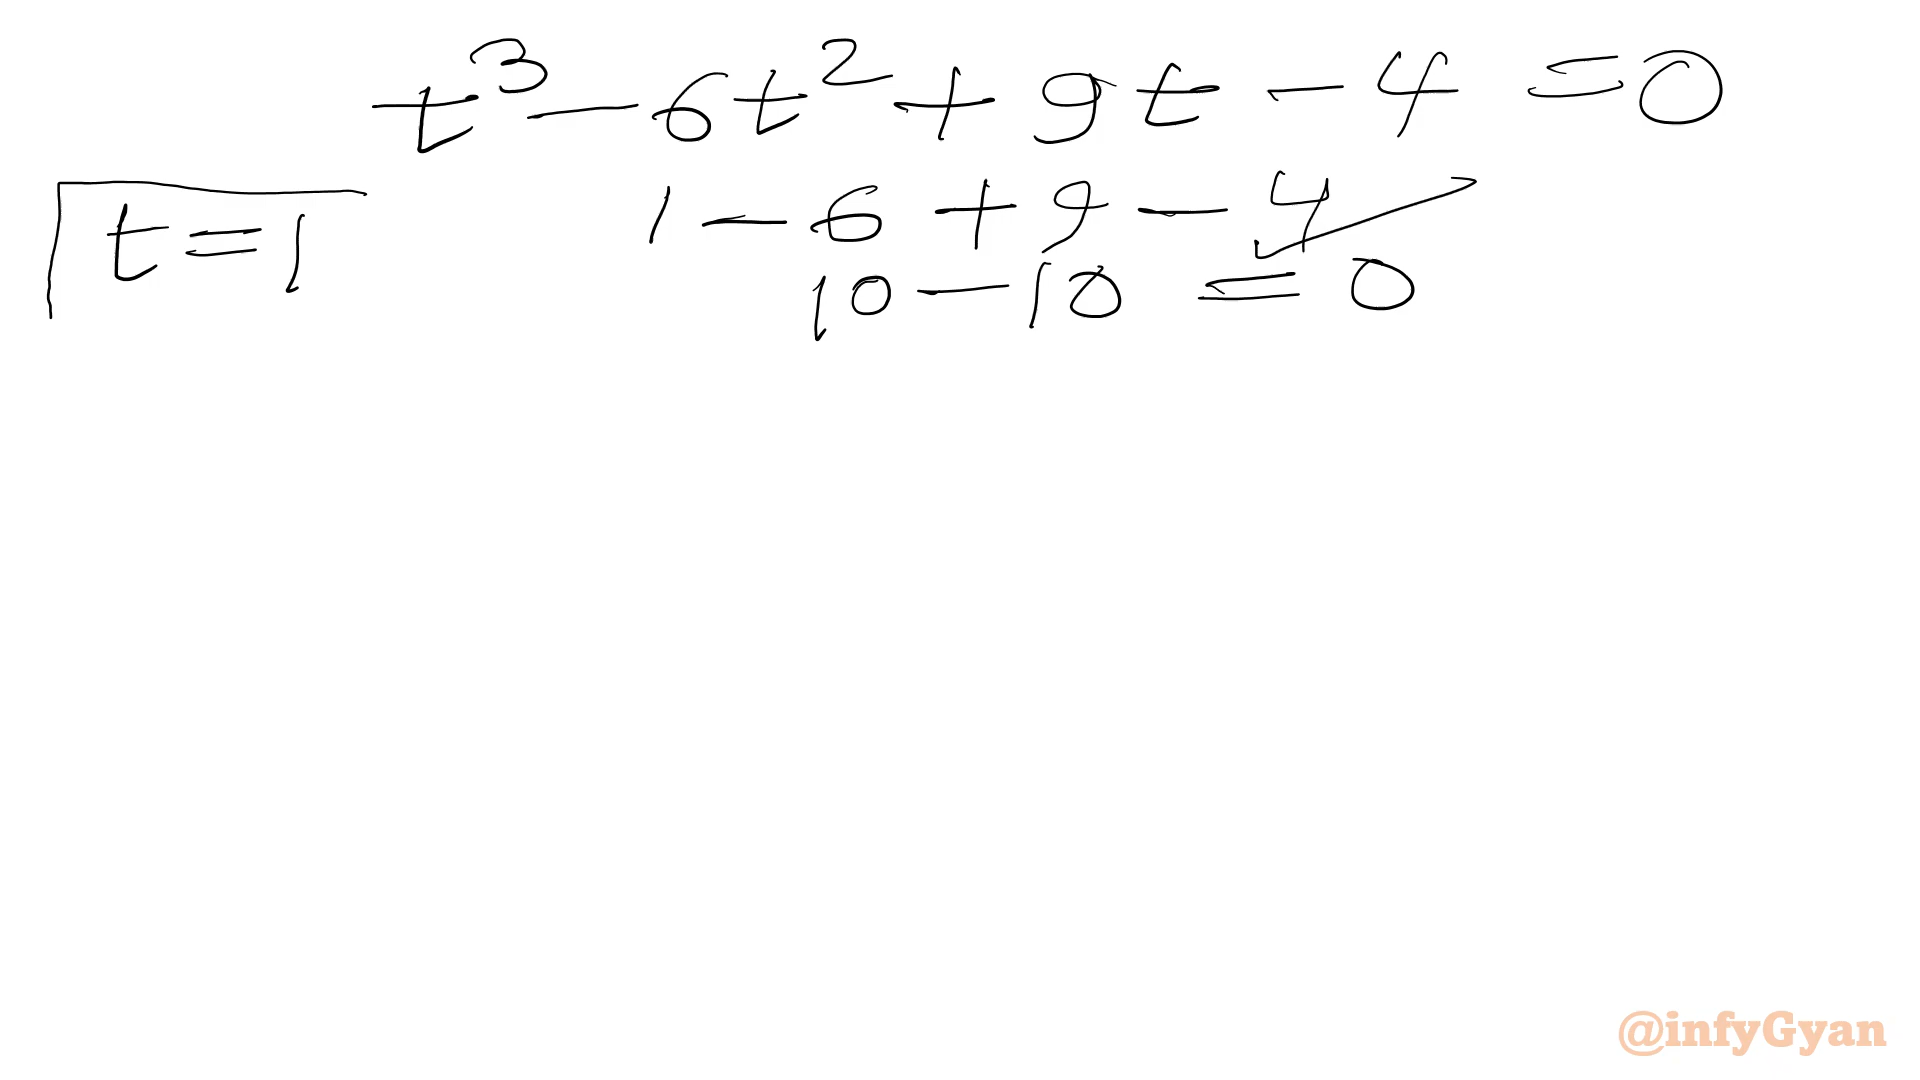 t³ - 6t² + 9t - 4 = 0
t = 1
1 - 6 + 9 - 4
10 - 10 = 0
@infyGyan